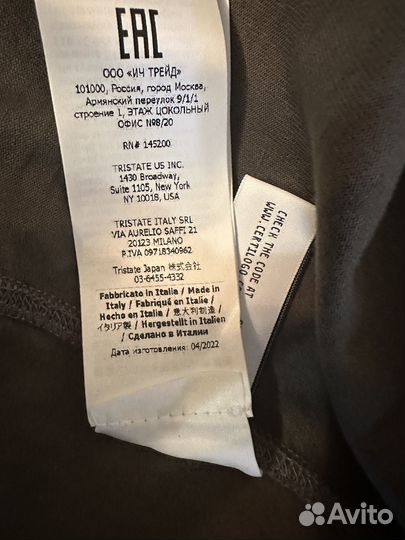 EAC
ООО «ИЧ ТРЕЙД»
101000, Россия, город Москва,
Армянский переулок 9/1/1
строение 1, ЭТАЖ ЦОКОЛЬНЫЙ
ОФИС №8/20
RN# 145200
TRISTATE US INC.
1430 Broadway,
Suite 1105, New York
NY 10018, USA
TRISTATE ITALY SRL
VIA AURELIO SAFFI 21
20123 MILANO
P.IVA 09718340962
Tristate Japan 株式会社
03-6455-4332
Fabbricato in Italia / Made in
Italy / Fabriqué en Italie /
Hecho en Italia / 意大利制造 /
イタリア製 / Hergestellt in Italien
/ Сделано в Италии
Дата изготовления: 04/2022
CHECK THE CODE AT
WWW.CERTILOGO.C
Avito